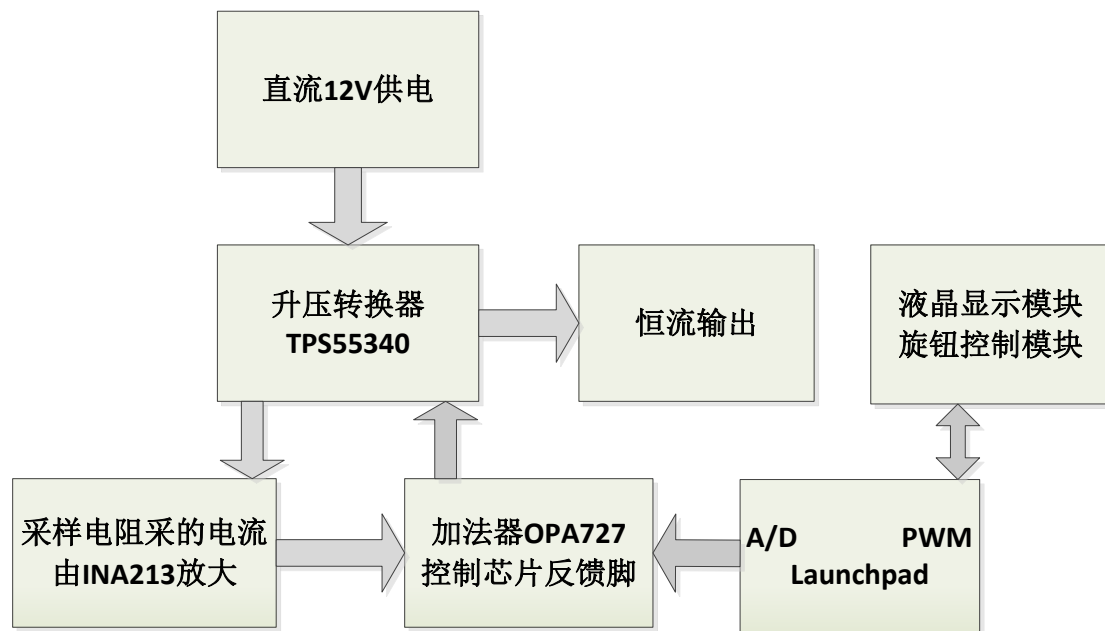 直流12V供电
升压转换器
TPS55340
恒流输出
液晶显示模块
旋钮控制模块
采样电阻采的电流
由INA213放大
加法器OPA727
控制芯片反馈脚
A/D PWM
Launchpad